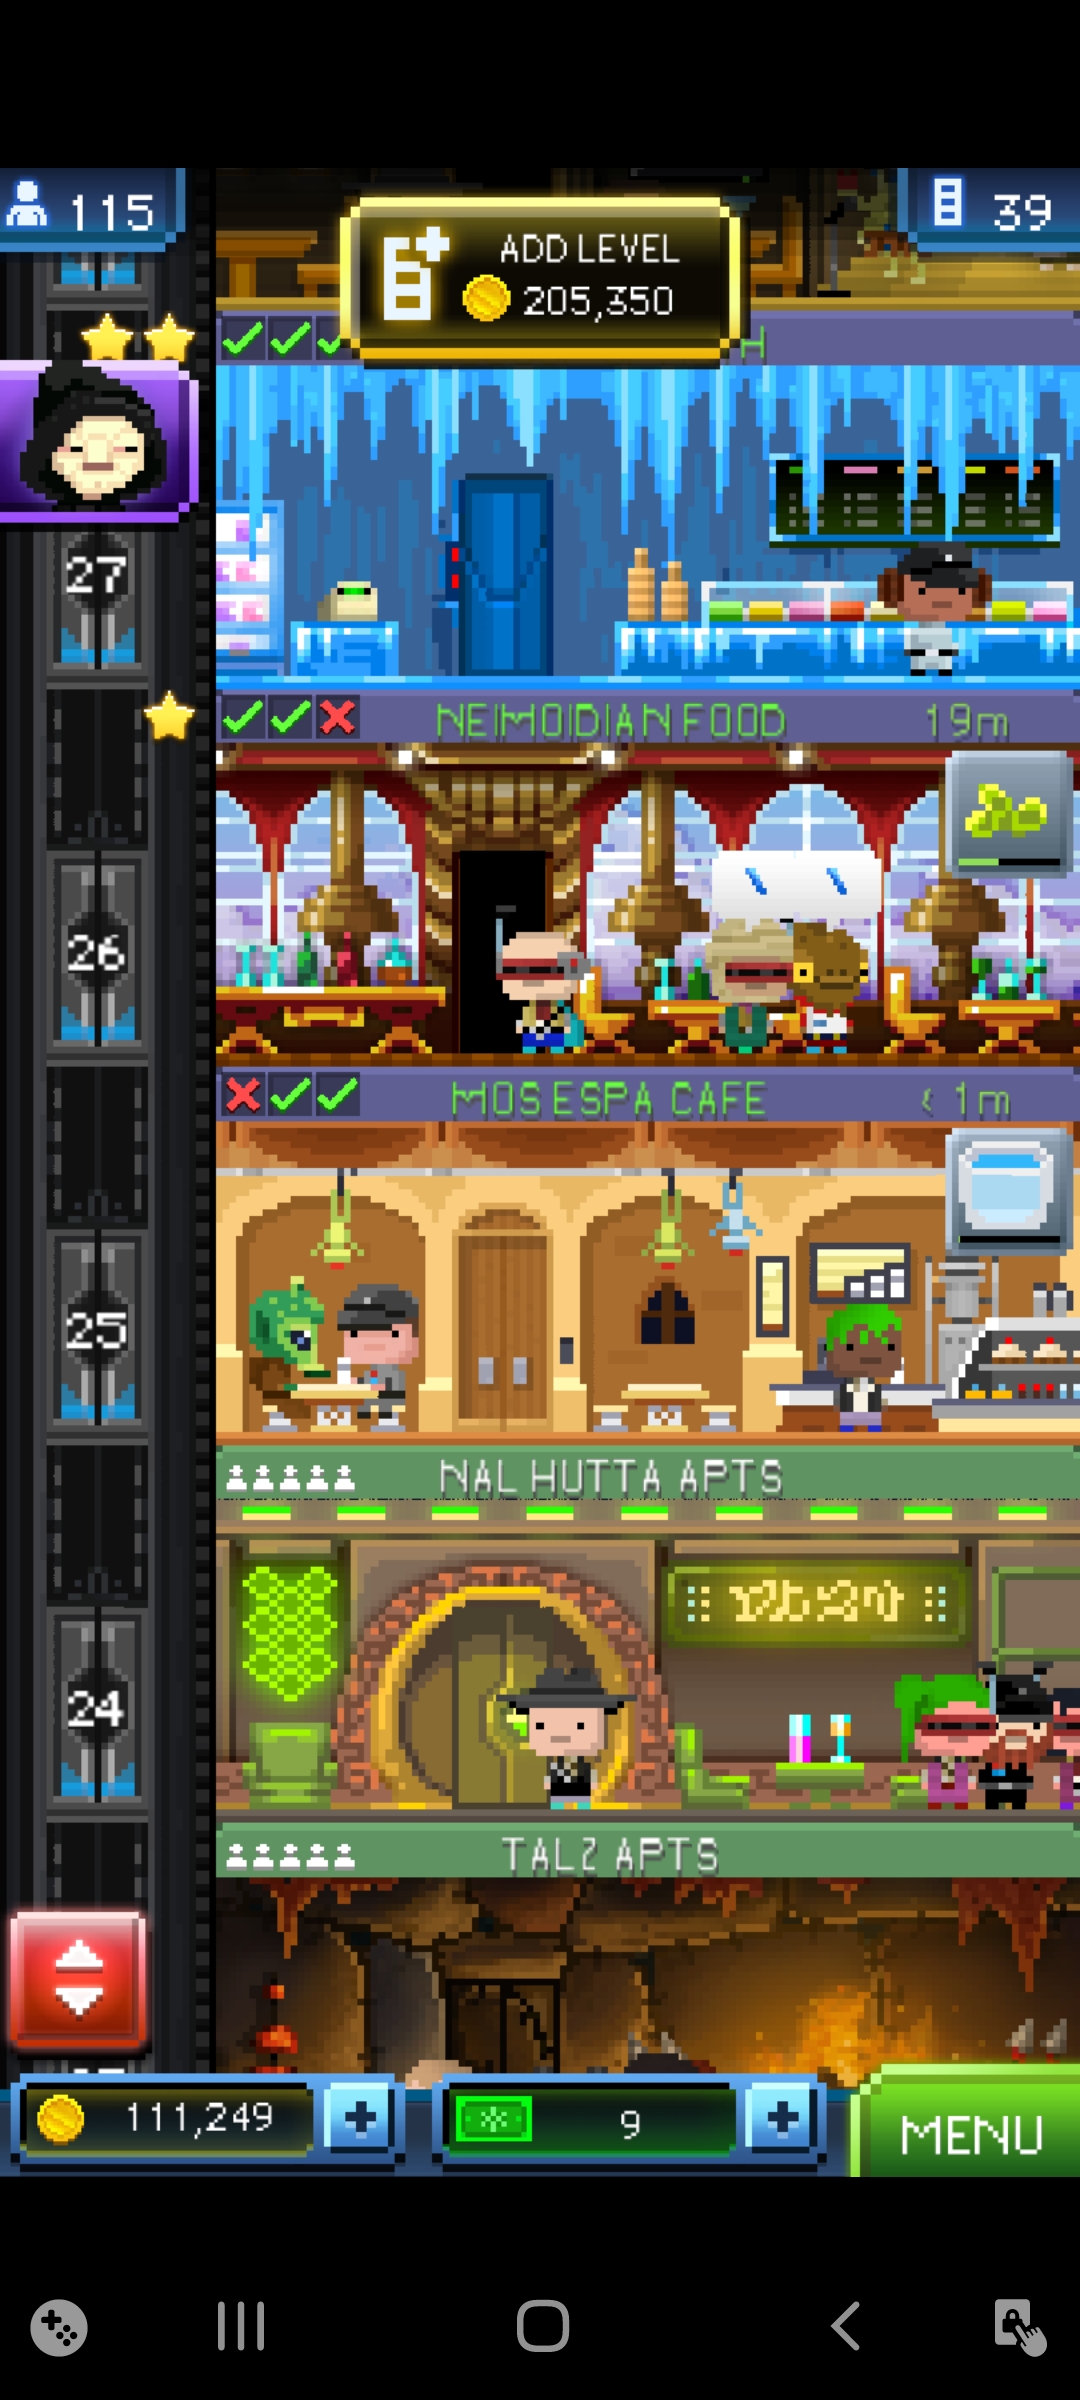 115
ADD LEVEL
205,350
39
H
27
NEIMOIDIAN FOOD 19m
26
MOS ESPA CAFE < 1m
25
NAL HUTTA APTS
24
TALZ APTS
111,249
9
MENU